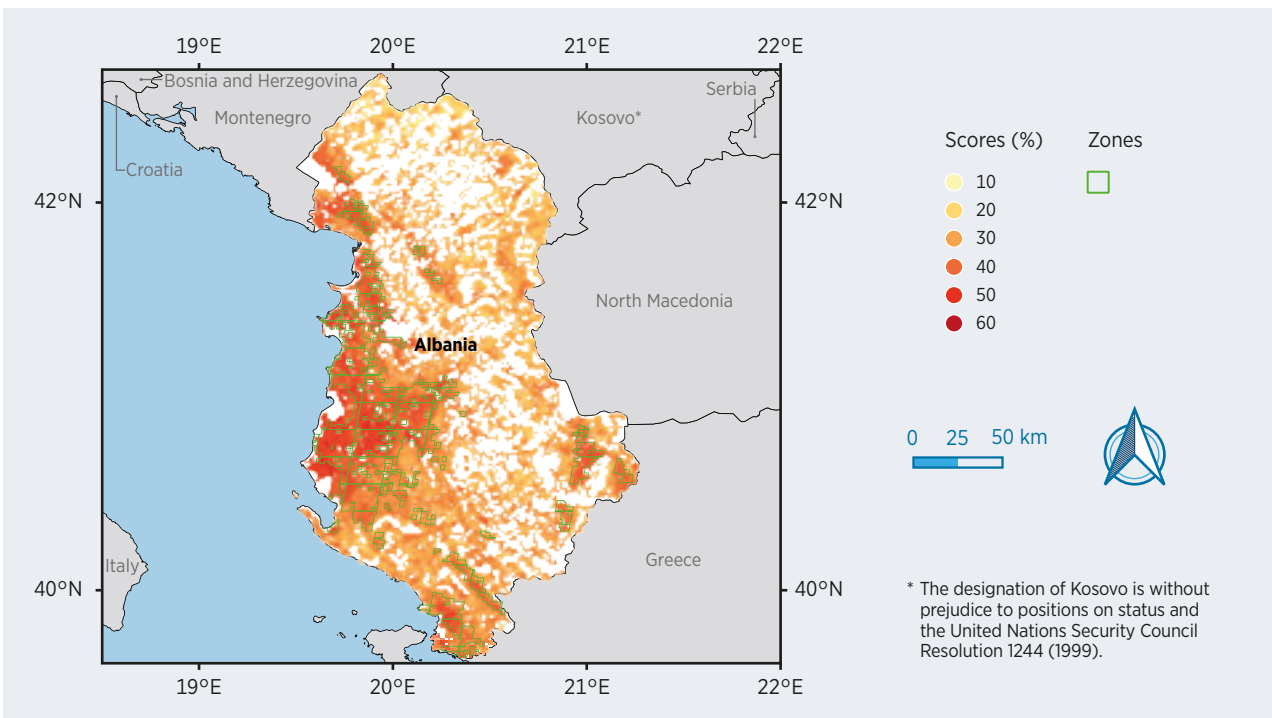 19°E 20°E 21°E 22°E
Bosnia and Herzegovina
Serbia
Montenegro
Kosovo*
Croatia
42°N
42°N
North Macedonia
Albania
Greece
Italy
40°N
40°N
19°E 20°E 21°E 22°E
Scores (%)
10
20
30
40
50
60
Zones
0 25 50 km
* The designation of Kosovo is without
prejudice to positions on status and
the United Nations Security Council
Resolution 1244 (1999).